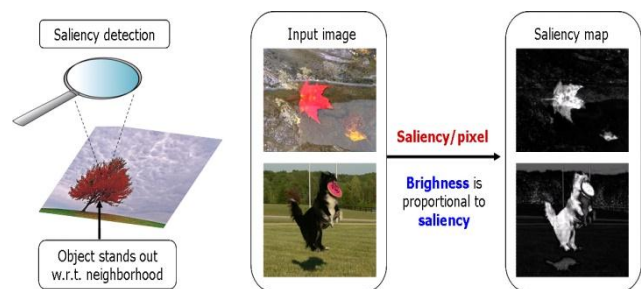 Saliency detection
Object stands out
w.r.t. neighborhood
Input image
Saliency/pixel
Brighness is
proportional to
saliency
Saliency map